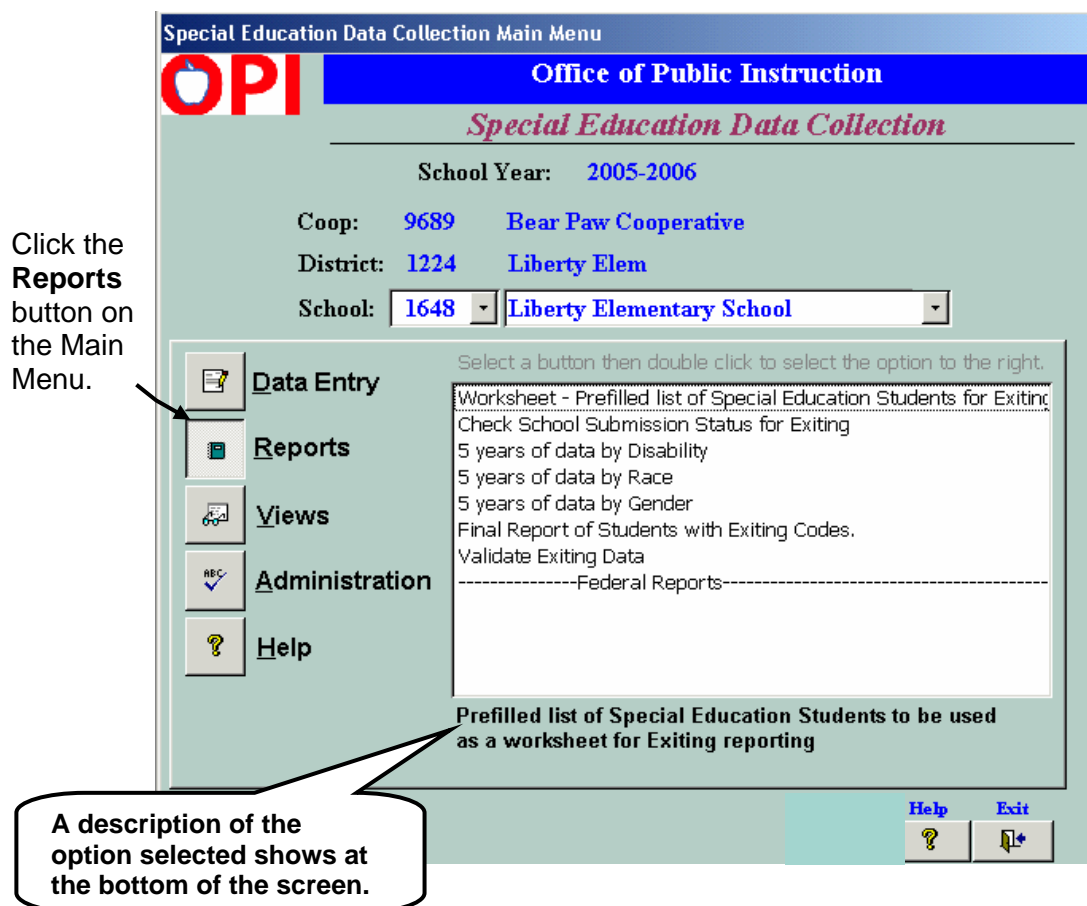 Special Education Data Collection Main Menu
OPI
Office of Public Instruction
Special Education Data Collection
School Year: 2005-2006
Coop: 9689 Bear Paw Cooperative
District: 1224 Liberty Elem
School: 1648 Liberty Elementary School
Click the
Reports
button on
the Main
Menu.
Select a button then double click to select the option to the right.
Data Entry
Reports
Views
ABC
Administration
Help
Worksheet - Prefilled list of Special Education Students for Exiting
Check School Submission Status for Exiting
5 years of data by Disability
5 years of data by Race
5 years of data by Gender
Final Report of Students with Exiting Codes.
Validate Exiting Data
---------------Federal Reports-----------------------------------------
Prefilled list of Special Education Students to be used
as a worksheet for Exiting reporting
A description of the
option selected shows at
the bottom of the screen.
Help Exit